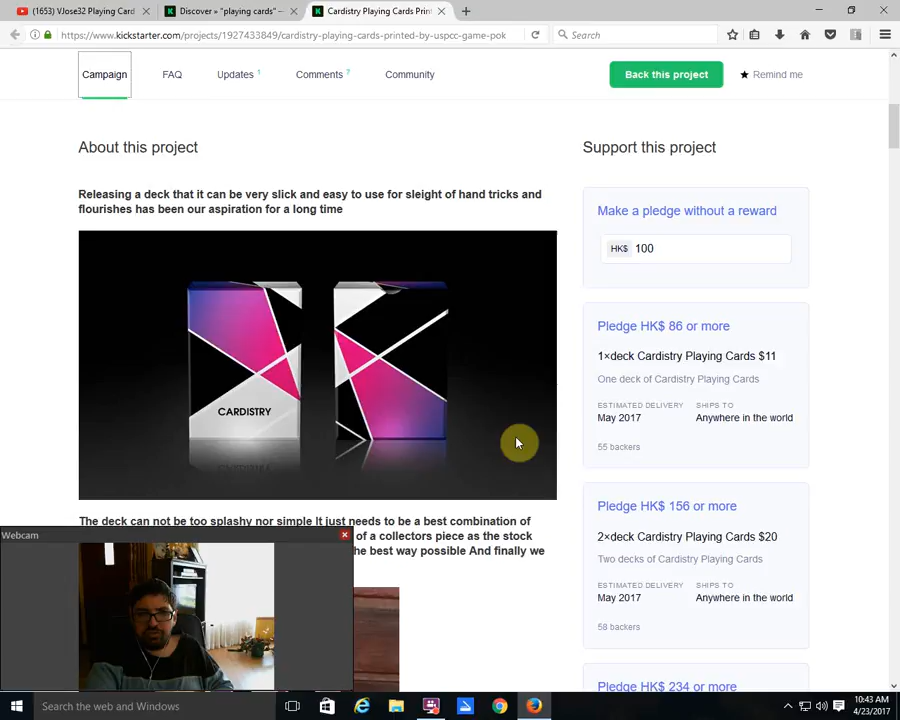 (1653) VJose32 Playing Card
Discover » "playing cards" —
Cardistry Playing Cards Prin
https://www.kickstarter.com/projects/1927433849/cardistry-playing-cards-printed-by-uspcc-game-pok
Search
Campaign
FAQ
Updates 1
Comments 7
Community
Back this project
Remind me
About this project
Support this project
Releasing a deck that it can be very slick and easy to use for sleight of hand tricks and
flourishes has been our aspiration for a long time
CARDISTRY
Make a pledge without a reward
HK$ 100
Pledge HK$ 86 or more
1×deck Cardistry Playing Cards $11
One deck of Cardistry Playing Cards
ESTIMATED DELIVERY
SHIPS TO
May 2017
Anywhere in the world
55 backers
Pledge HK$ 156 or more
2×deck Cardistry Playing Cards $20
Two decks of Cardistry Playing Cards
ESTIMATED DELIVERY
SHIPS TO
May 2017
Anywhere in the world
58 backers
Pledge HK$ 234 or more
The deck can not be too splashy nor simple It just needs to be a best combination of
of a collectors piece as the stock
he best way possible And finally we
Webcam
Search the web and Windows
10:43 AM
4/23/2017